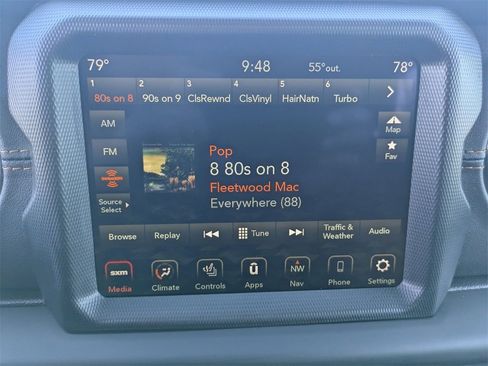 79° 9:48 55°out. 78°
1 2 3 4 5 6
80s on 8 90s on 9 ClsRewnd ClsVinyl HairNatn Turbo
AM
Map
FM
Pop
Fav
8 80s on 8
SiriusXM
Fleetwood Mac
Source
Select
Everywhere (88)
Browse Replay Tune Traffic &
Weather Audio
sxm ü NW
Media Climate Controls Apps Nav Phone Settings